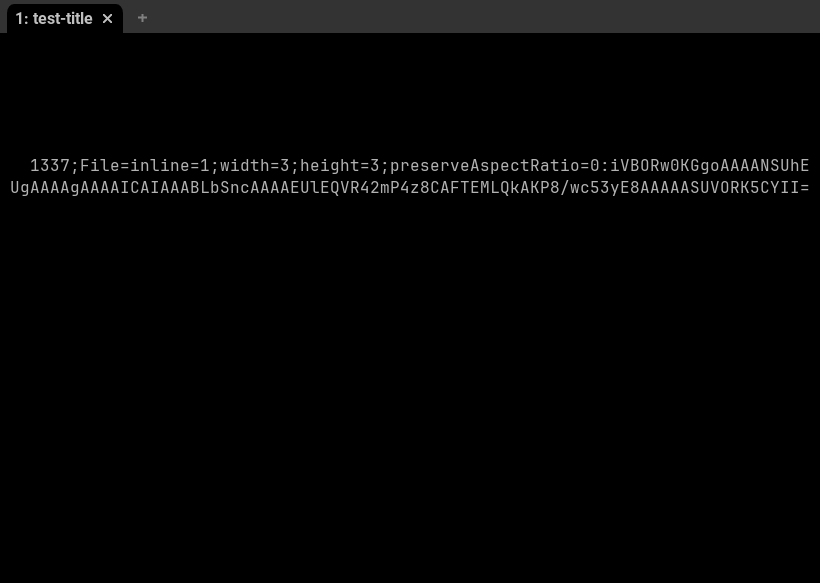 1: test-title
1337;File=inline=1;width=3;height=3;preserveAspectRatio=0:iVBORw0KGgoAAAANSUhE
UgAAAAgAAAAICAIAAABLbSncAAAAEUlEQVR42mP4z8CAFTEMLQkAKP8/wc53yE8AAAAASUVORK5CYII=